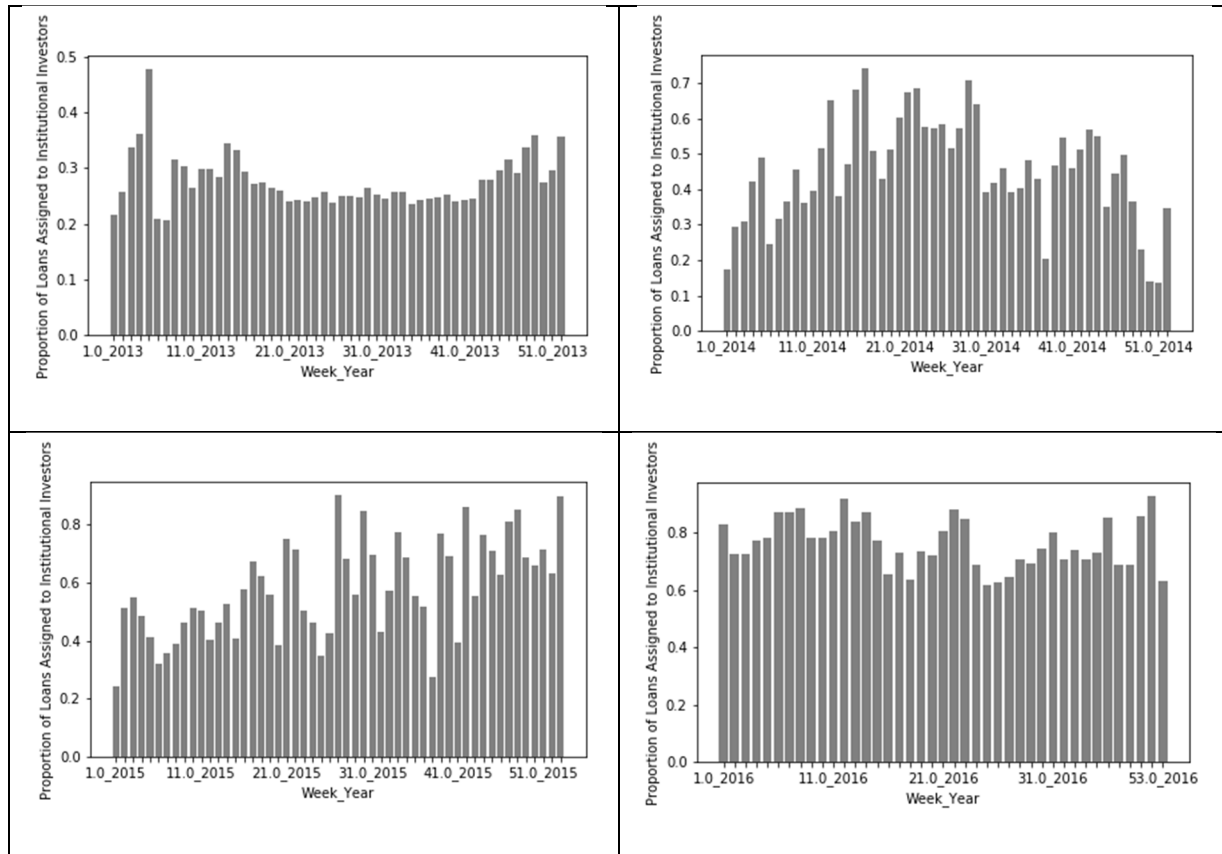 Proportion of Loans Assigned to Institutional Investors
0.5
0.4
0.3
0.2
0.1
0.0
1.0_2013 11.0_2013 21.0_2013 31.0_2013 41.0_2013 51.0_2013
Week_Year
Proportion of Loans Assigned to Institutional Investors
0.7
0.6
0.5
0.4
0.3
0.2
0.1
0.0
1.0_2014 11.0_2014 21.0_2014 31.0_2014 41.0_2014 51.0_2014
Week_Year
Proportion of Loans Assigned to Institutional Investors
0.8
0.6
0.4
0.2
0.0
1.0_2015 11.0_2015 21.0_2015 31.0_2015 41.0_2015 51.0_2015
Week_Year
Proportion of Loans Assigned to Institutional Investors
0.8
0.6
0.4
0.2
0.0
1.0_2016 11.0_2016 21.0_2016 31.0_2016 53.0_2016
Week_Year